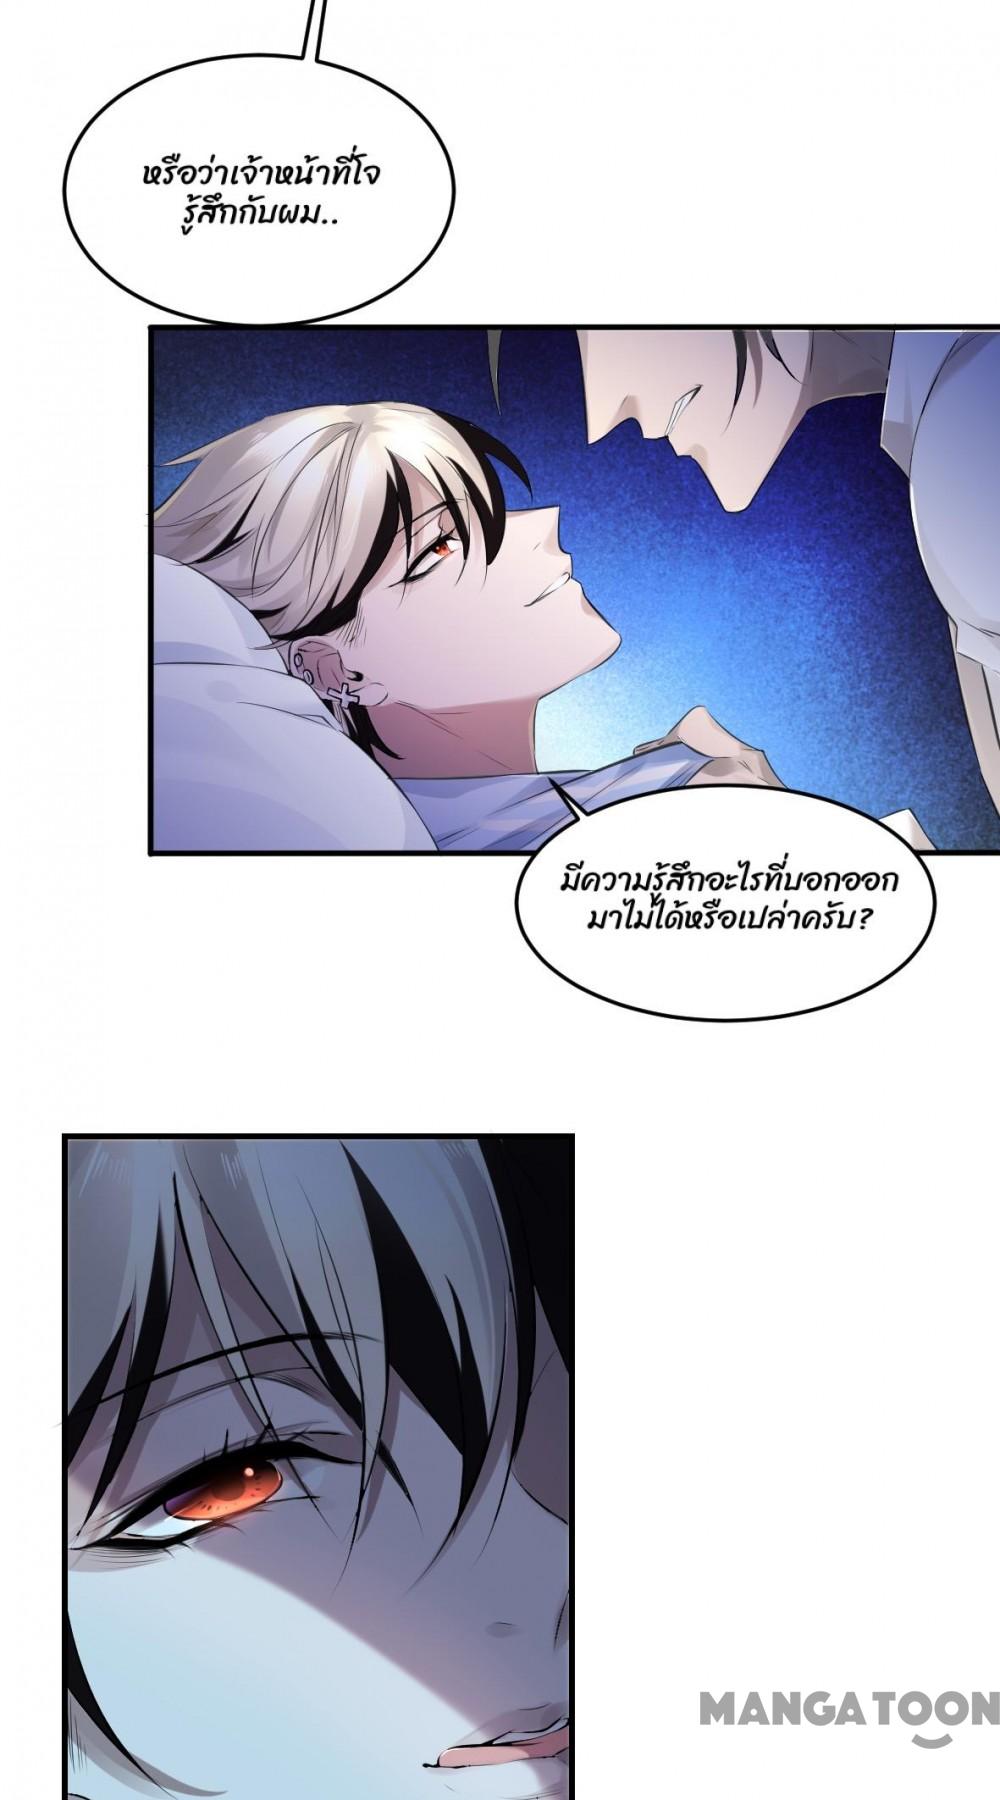 หรือว่าเจ้าหน้าที่โจ
รู้สึกกับผม..
มีความรู้สึกอะไรที่บอกออก
มาไม่ได้หรือเปล่าครับ?
MANGATOON